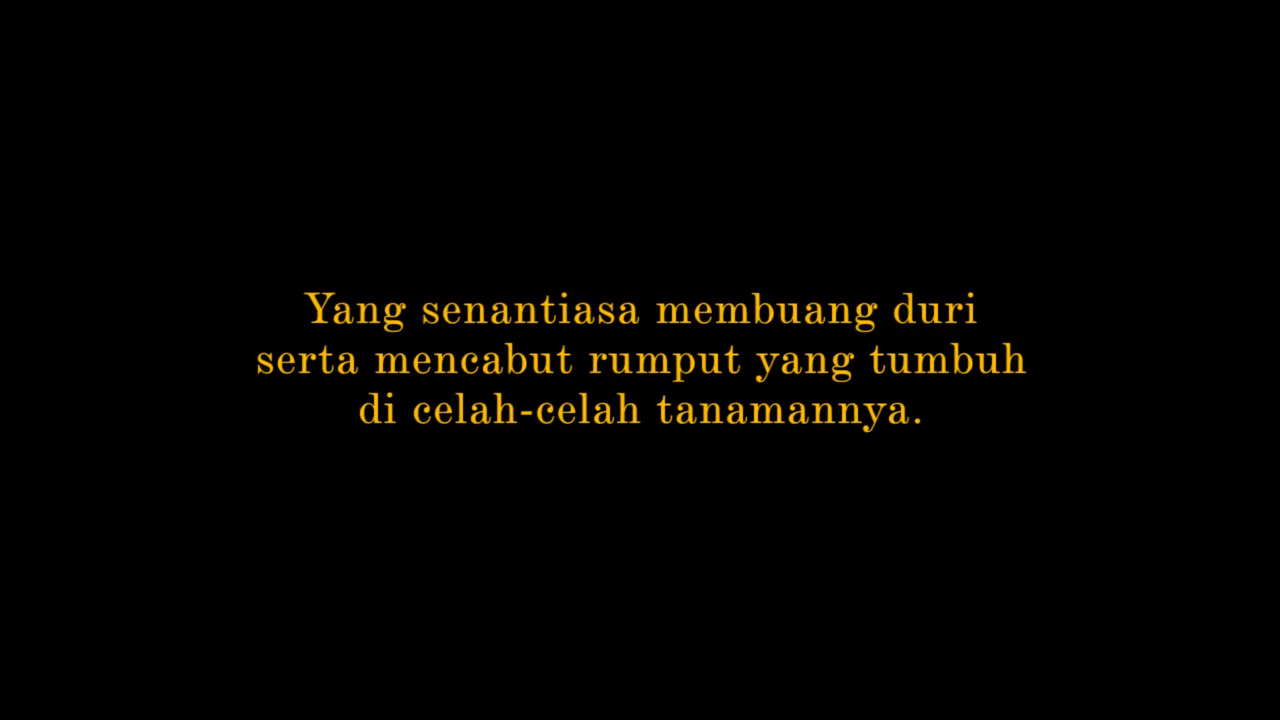 Yang senantiasa membuang duri
serta mencabut rumput yang tumbuh
di celah-celah tanamannya.